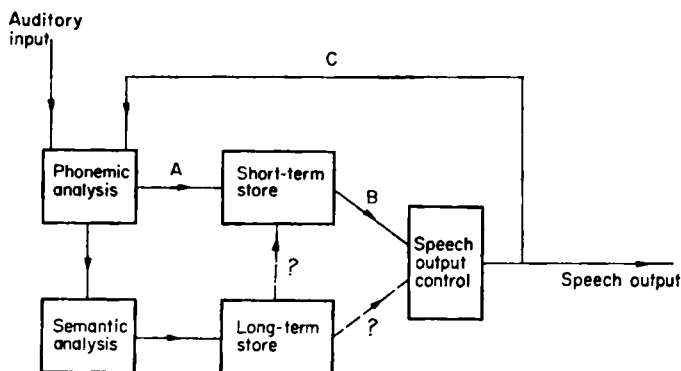 Auditory
input
C
Phonemic
analysis
A
Short-term
store
B
Speech
output
control
Speech output
?
?
Semantic
analysis
Long-term
store